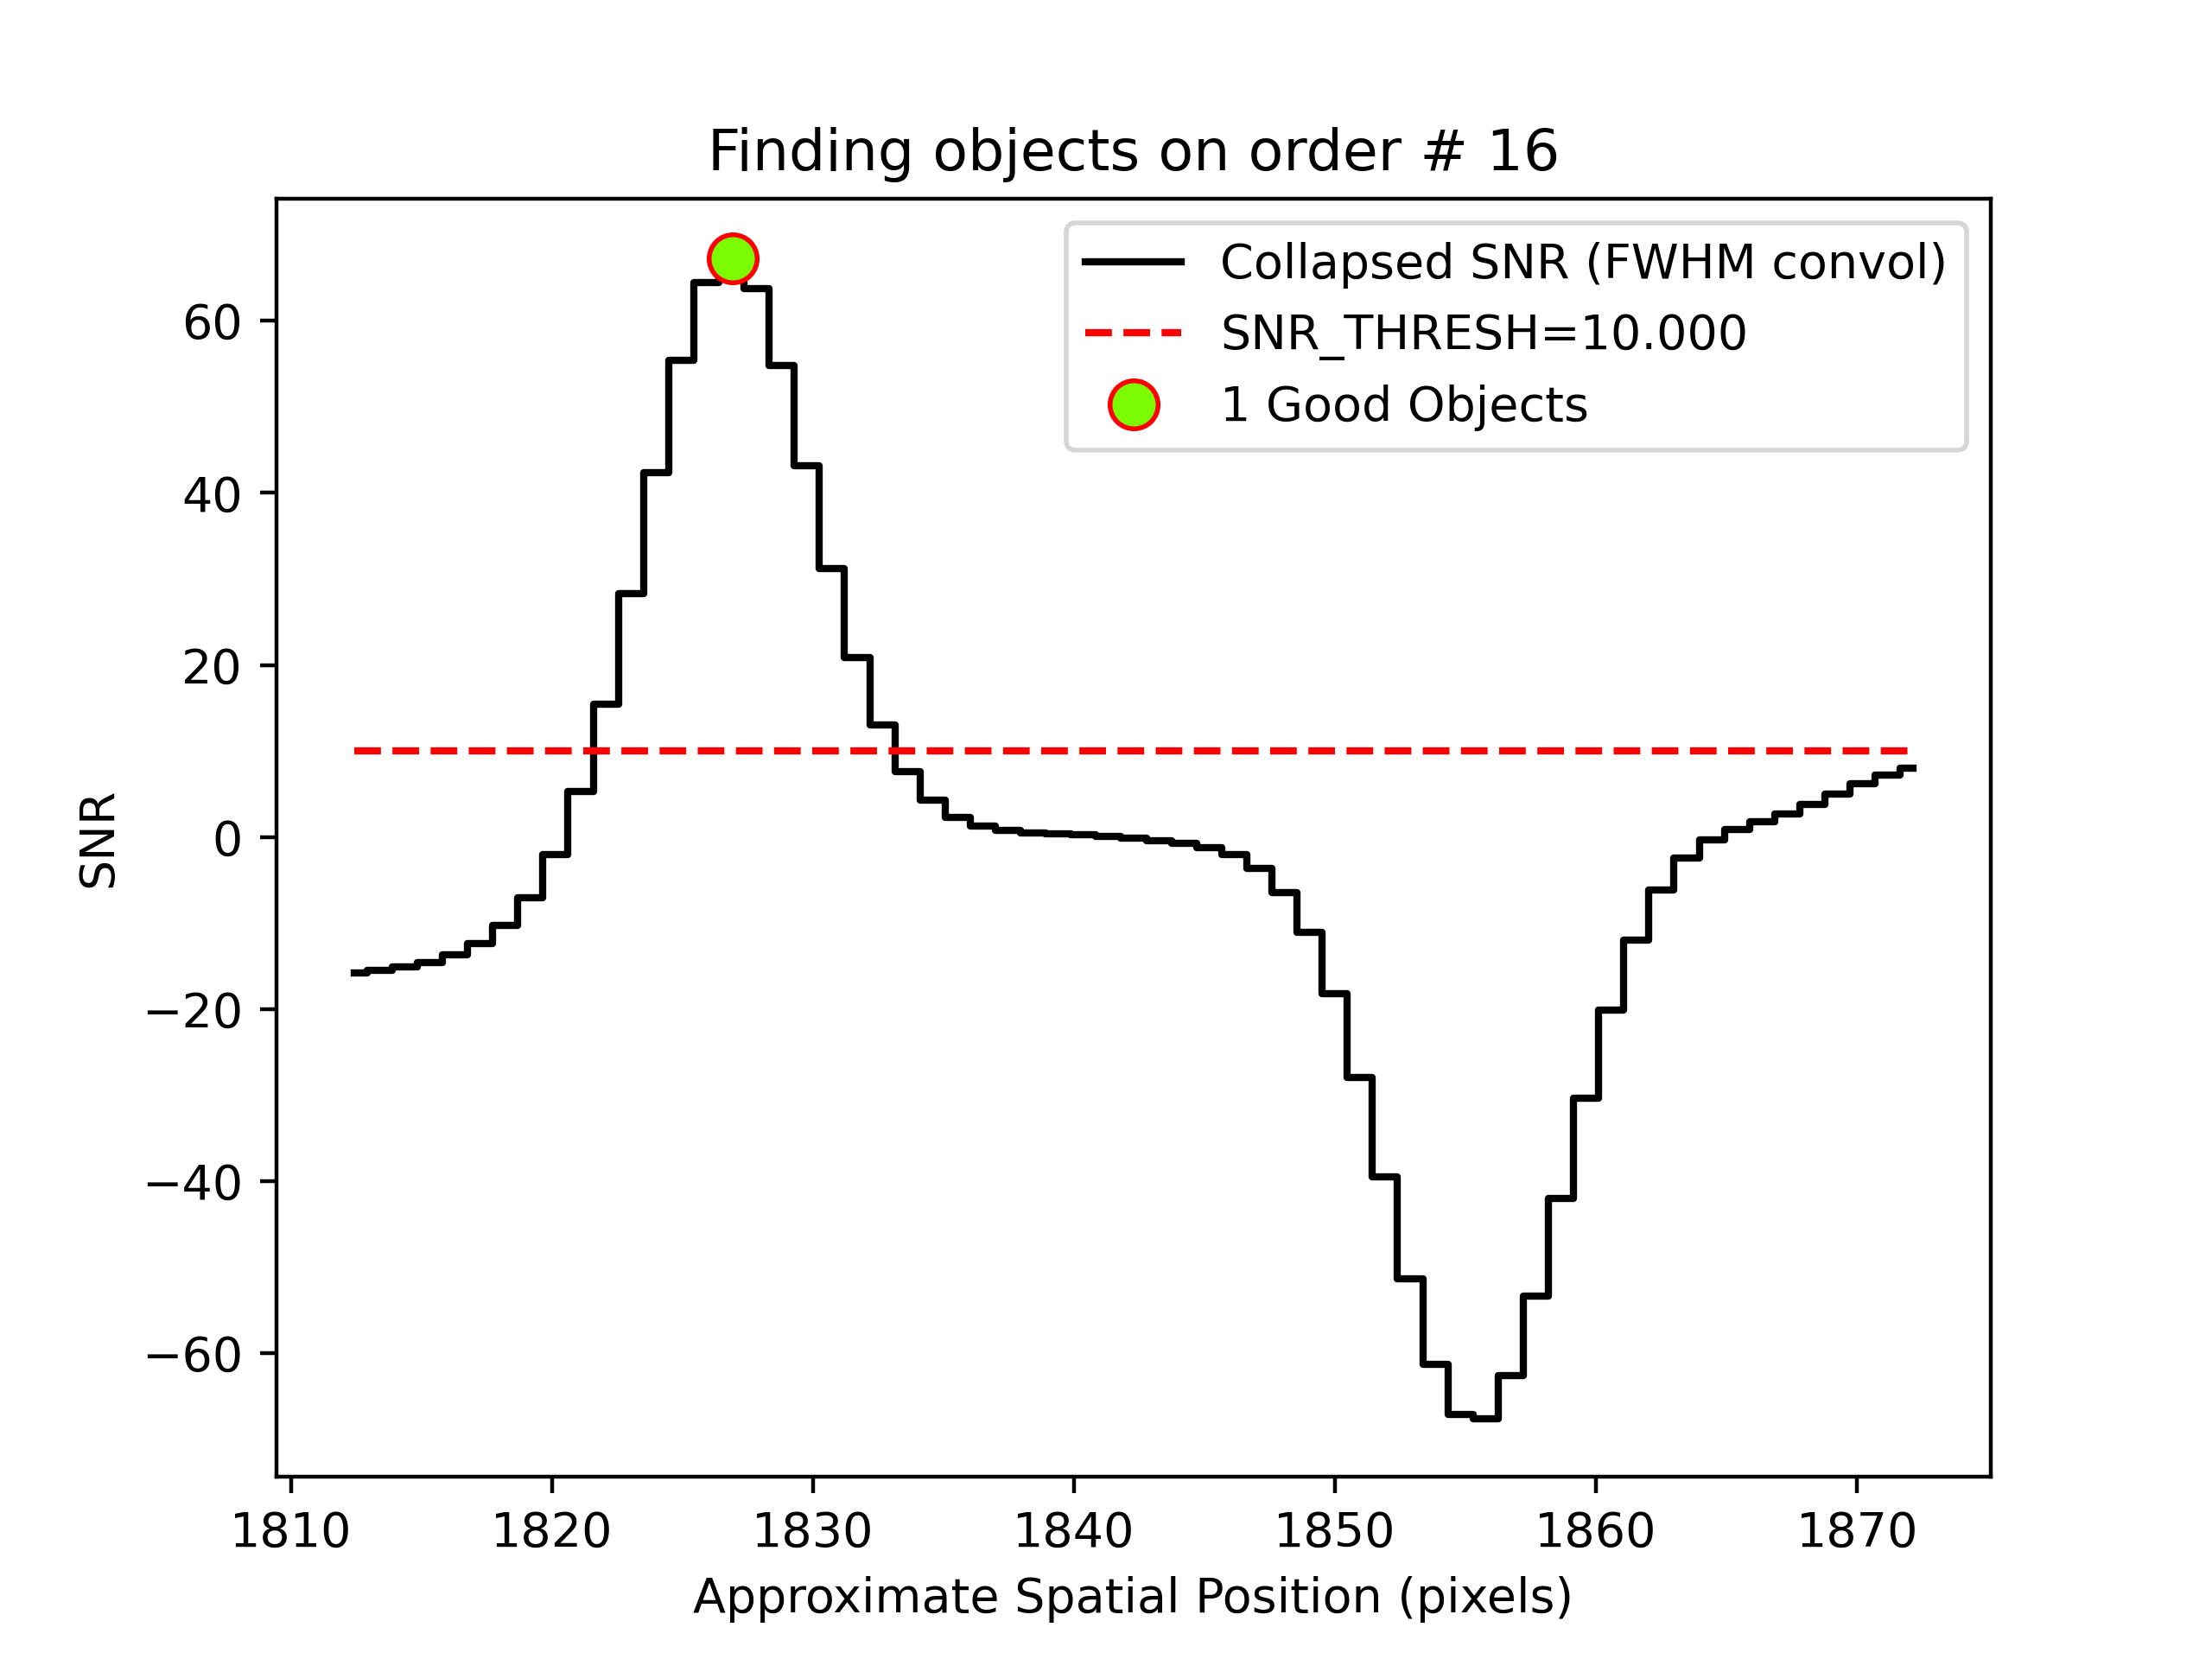 Finding objects on order # 16
Collapsed SNR (FWHM convol)
SNR_THRESH=10.000
1 Good Objects
SNR
60
40
20
0
−20
−40
−60
1810 1820 1830 1840 1850 1860 1870
Approximate Spatial Position (pixels)